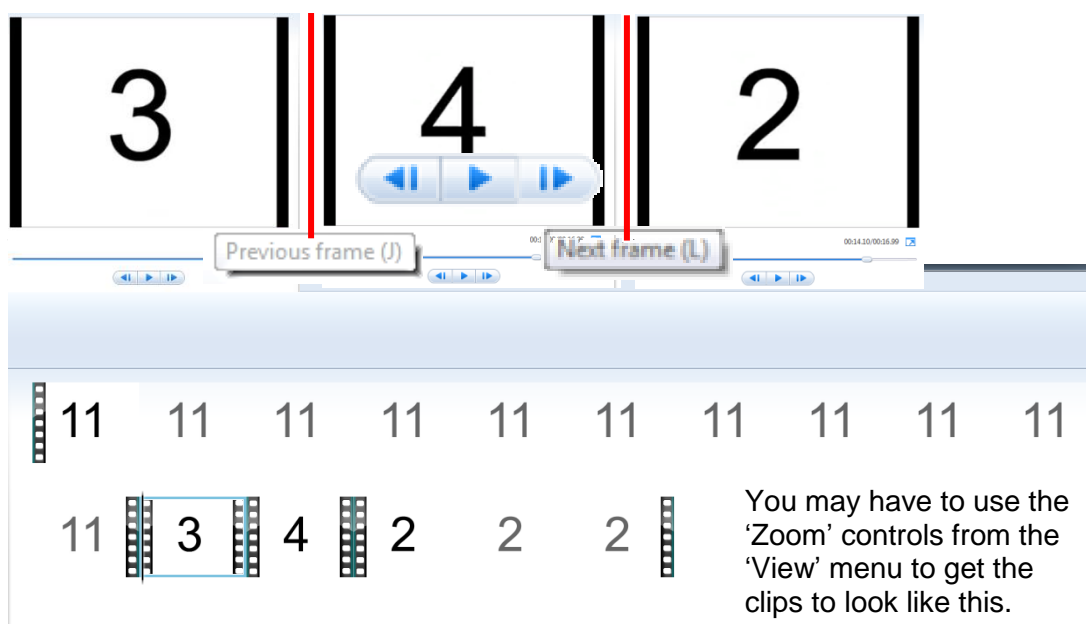 3 4 2
Previous frame (J) Next frame (L) 00:14.10/00:16.99
11 11 11 11 11 11 11 11 11 11
11 3 4 2 2 2
You may have to use the
‘Zoom’ controls from the
‘View’ menu to get the
clips to look like this.